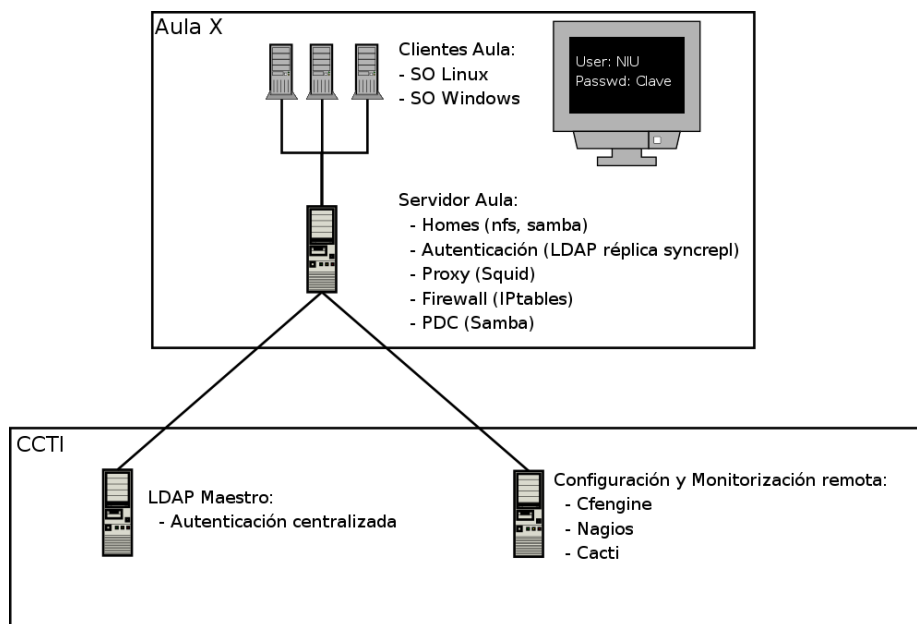 Aula X
Clientes Aula:
- SO Linux
- SO Windows
User: NIU
Passwd: Clave
Servidor Aula:
- Homes (nfs, samba)
- Autenticación (LDAP réplica syncrepl)
- Proxy (Squid)
- Firewall (IPtables)
- PDC (Samba)
CCTI
LDAP Maestro:
- Autenticación centralizada
Configuración y Monitorización remota:
- Cfengine
- Nagios
- Cacti